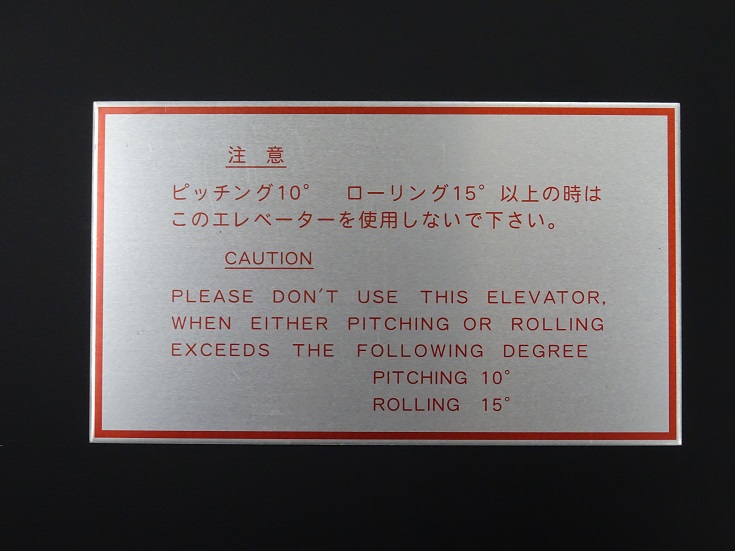 注 意
ピッチング10° ローリング15° 以上の時は
このエレベーターを使用しないで下さい。
CAUTION
PLEASE DON'T USE THIS ELEVATOR,
WHEN EITHER PITCHING OR ROLLING
EXCEEDS THE FOLLOWING DEGREE
PITCHING 10°
ROLLING 15°